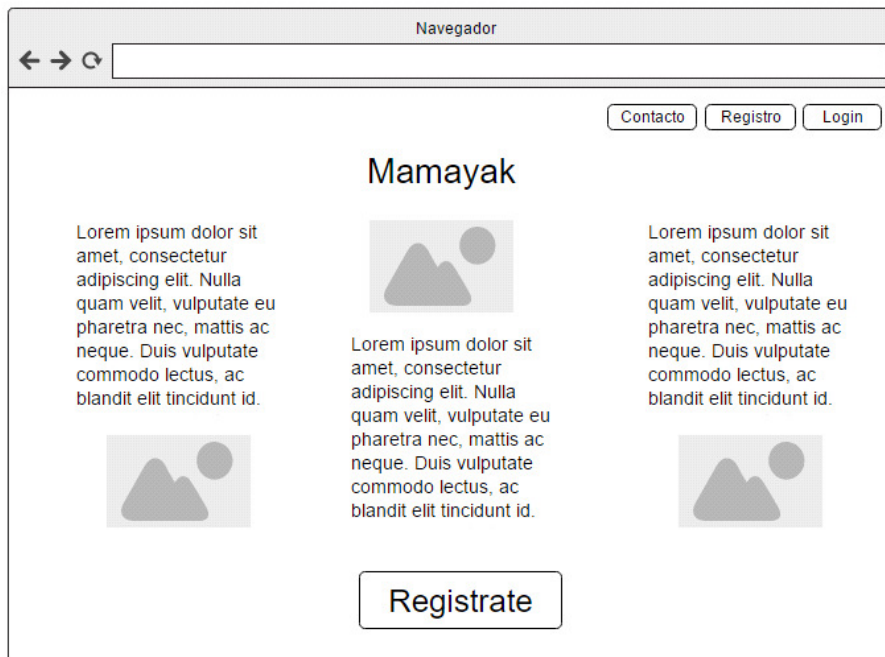 Navegador
Contacto Registro Login
Mamayak
Lorem ipsum dolor sit
amet, consectetur
adipiscing elit. Nulla
quam velit, vulputate eu
pharetra nec, mattis ac
neque. Duis vulputate
commodo lectus, ac
blandit elit tincidunt id.
Lorem ipsum dolor sit
amet, consectetur
adipiscing elit. Nulla
quam velit, vulputate eu
pharetra nec, mattis ac
neque. Duis vulputate
commodo lectus, ac
blandit elit tincidunt id.
Lorem ipsum dolor sit
amet, consectetur
adipiscing elit. Nulla
quam velit, vulputate eu
pharetra nec, mattis ac
neque. Duis vulputate
commodo lectus, ac
blandit elit tincidunt id.
Registrate